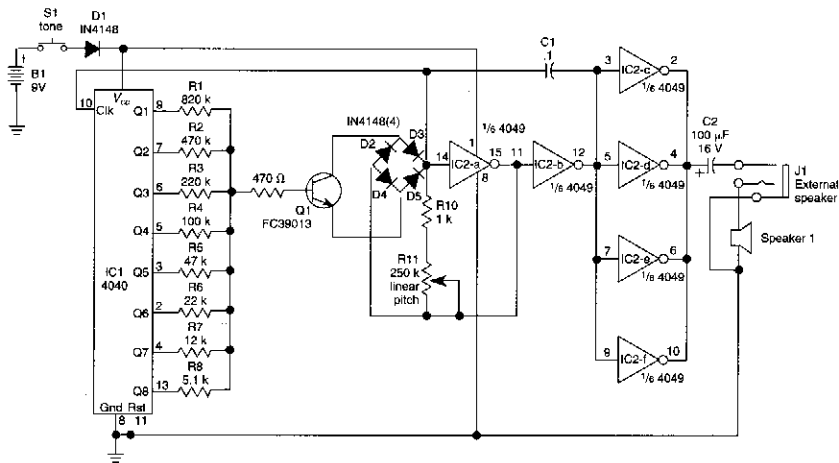 S1
tone
D1
IN4148
B1
9V
VDD
10
Clk
IC1
4040
Gnd
Rst
8
11
Q1
9
R1
820 k
Q2
7
R2
470 k
Q3
6
R3
220 k
Q4
5
R4
100 k
Q5
3
R5
47 k
Q6
2
R6
22 k
Q7
4
R7
12 k
Q8
13
R8
5.1 k
470 Ω
Q1
FC39013
IN4148(4)
D2
D3
D4
D5
1
1/6 4049
14
IC2-a
15
8
R10
1 k
R11
250 k
linear
pitch
11
IC2-b
12
1/6 4049
C1
.1
3
IC2-c
2
1/6 4049
5
IC2-d
4
1/6 4049
7
IC2-e
6
1/6 4049
9
IC2-f
10
1/6 4049
C2
100 μF
16 V
+
J1
External
speaker
Speaker 1